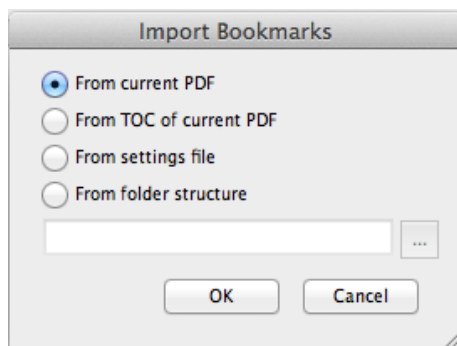 Import Bookmarks
From current PDF
From TOC of current PDF
From settings file
From folder structure
...
OK Cancel